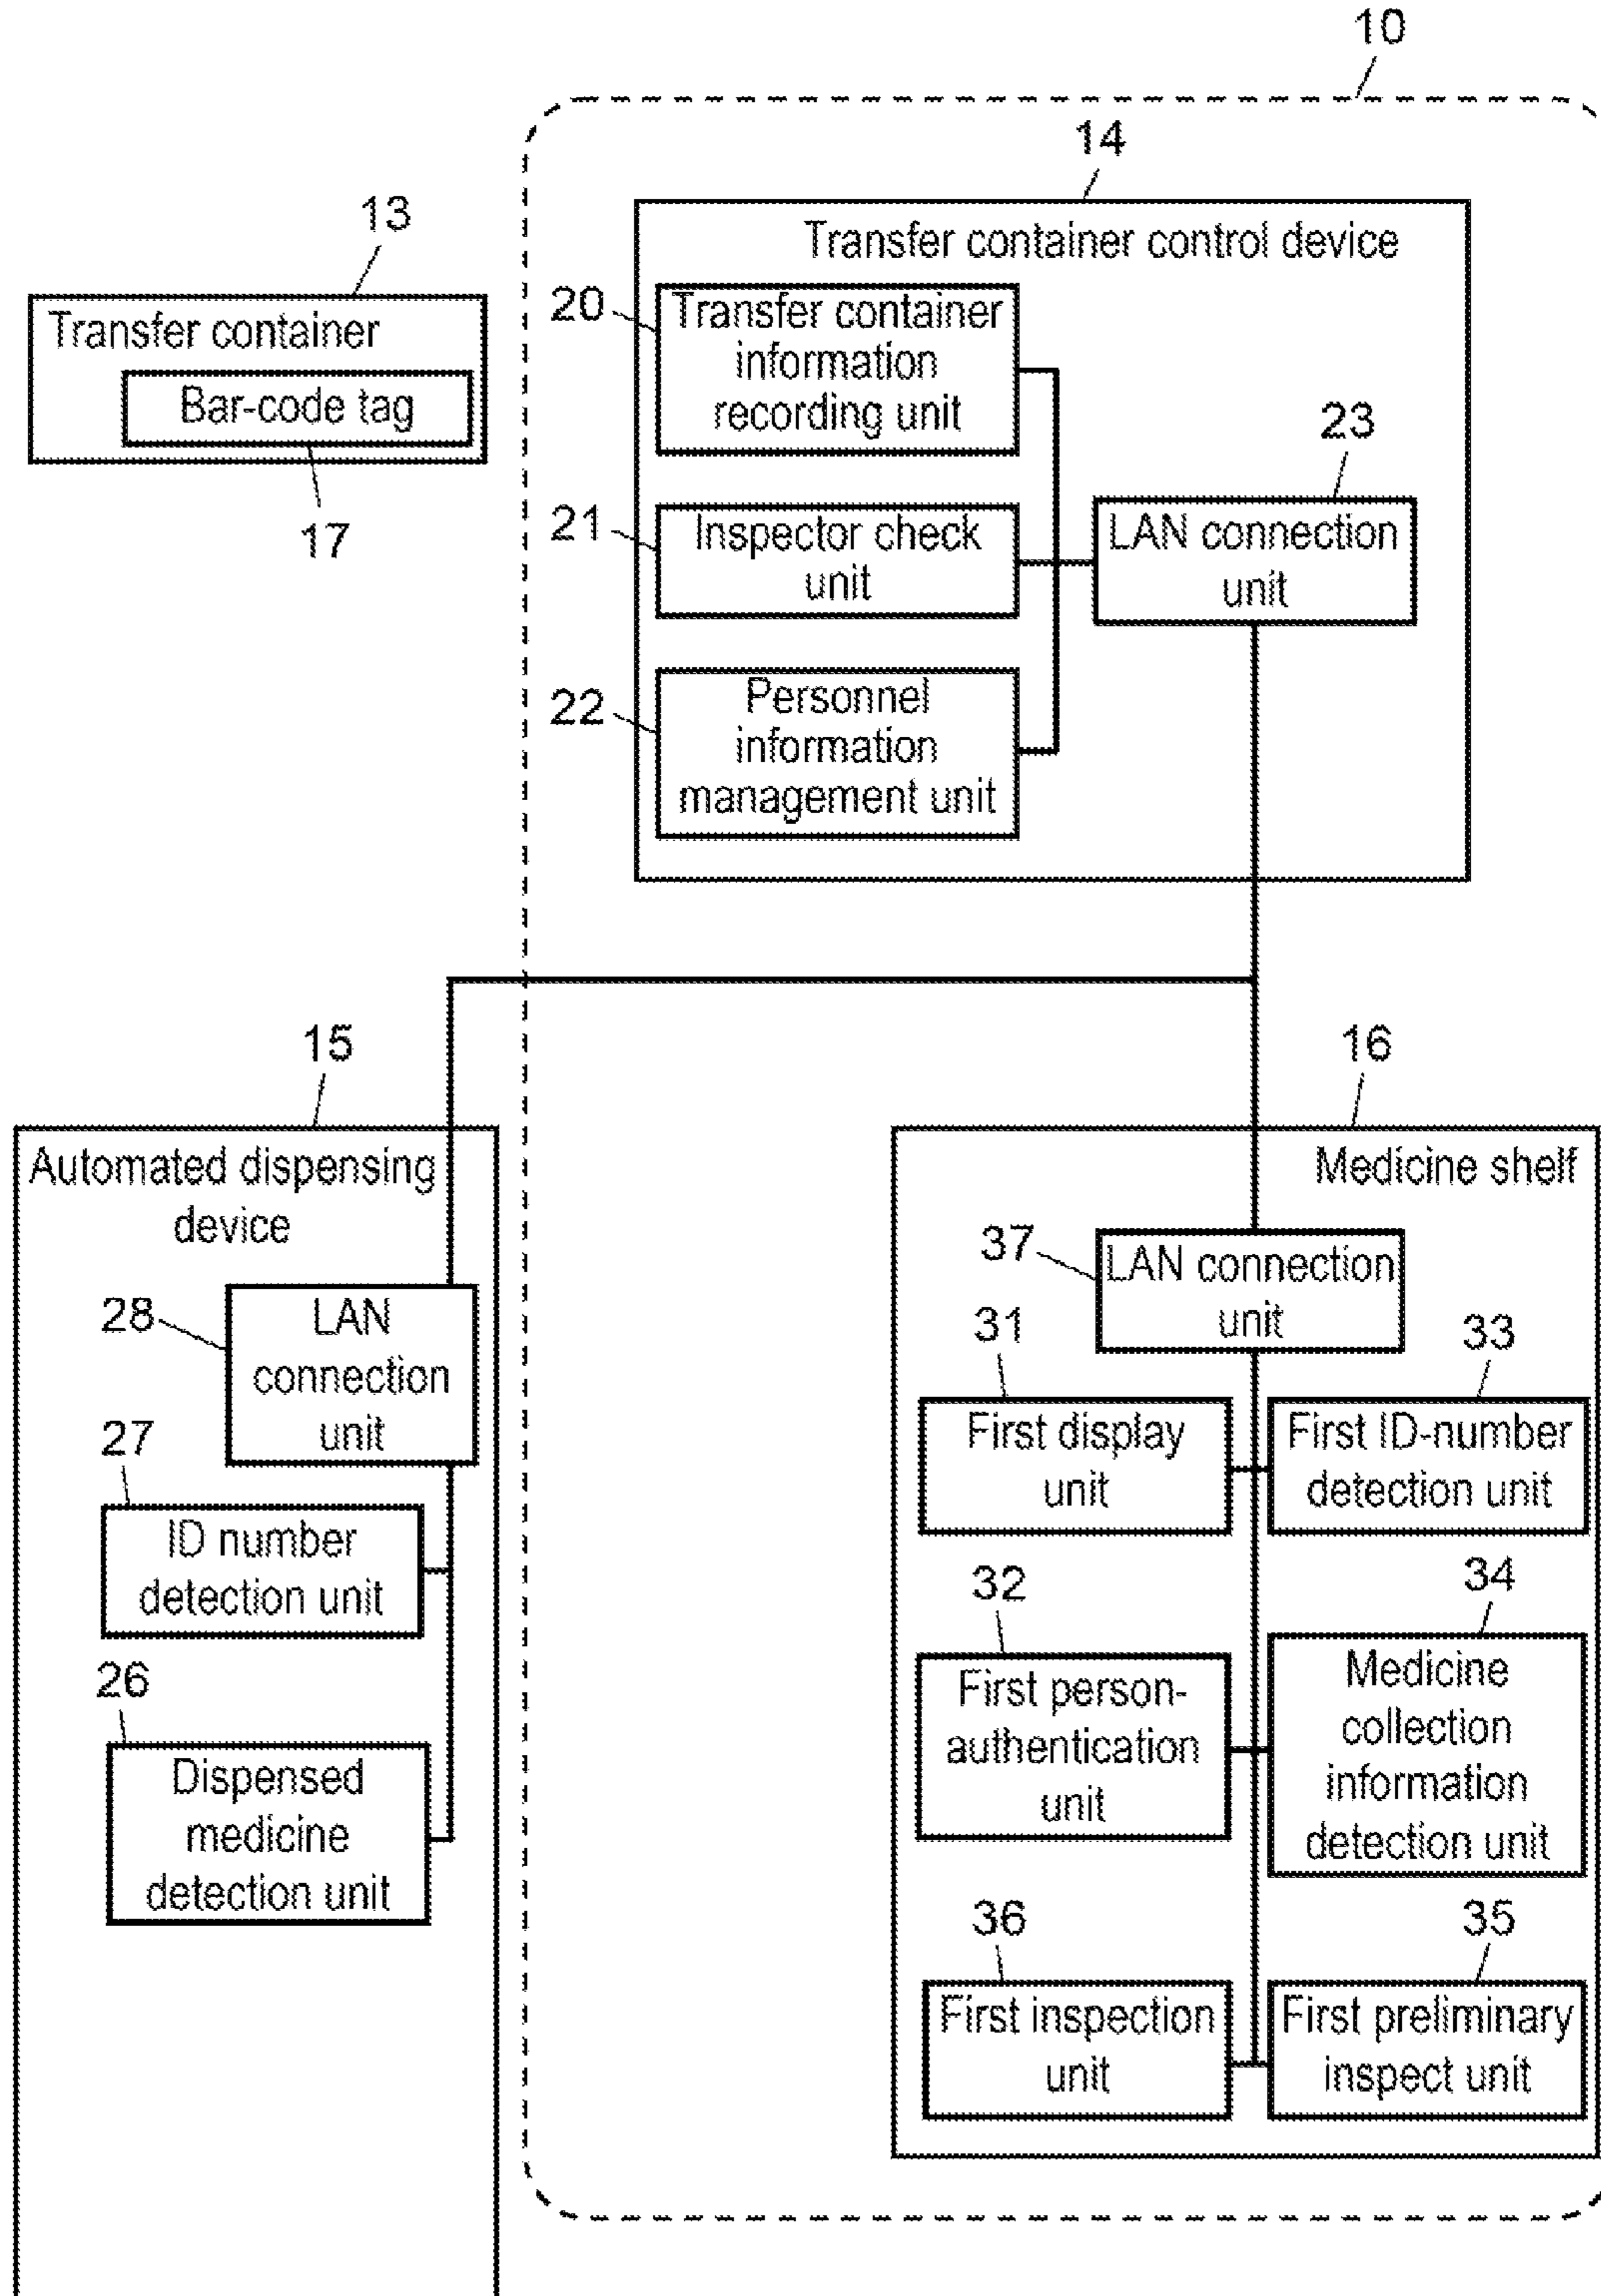 10
14
Transfer container control device
13
Transfer container
Bar-code tag
17
20
Transfer container
information
recording unit
21
Inspector check
unit
22
Personnel
information
management unit
23
LAN connection
unit
15
Automated dispensing
device
28
LAN
connection
unit
27
ID number
detection unit
26
Dispensed
medicine
detection unit
16
Medicine shelf
37
LAN connection
unit
31
First display
unit
33
First ID-number
detection unit
32
First person-
authentication
unit
34
Medicine
collection
information
detection unit
36
First inspection
unit
35
First preliminary
inspect unit